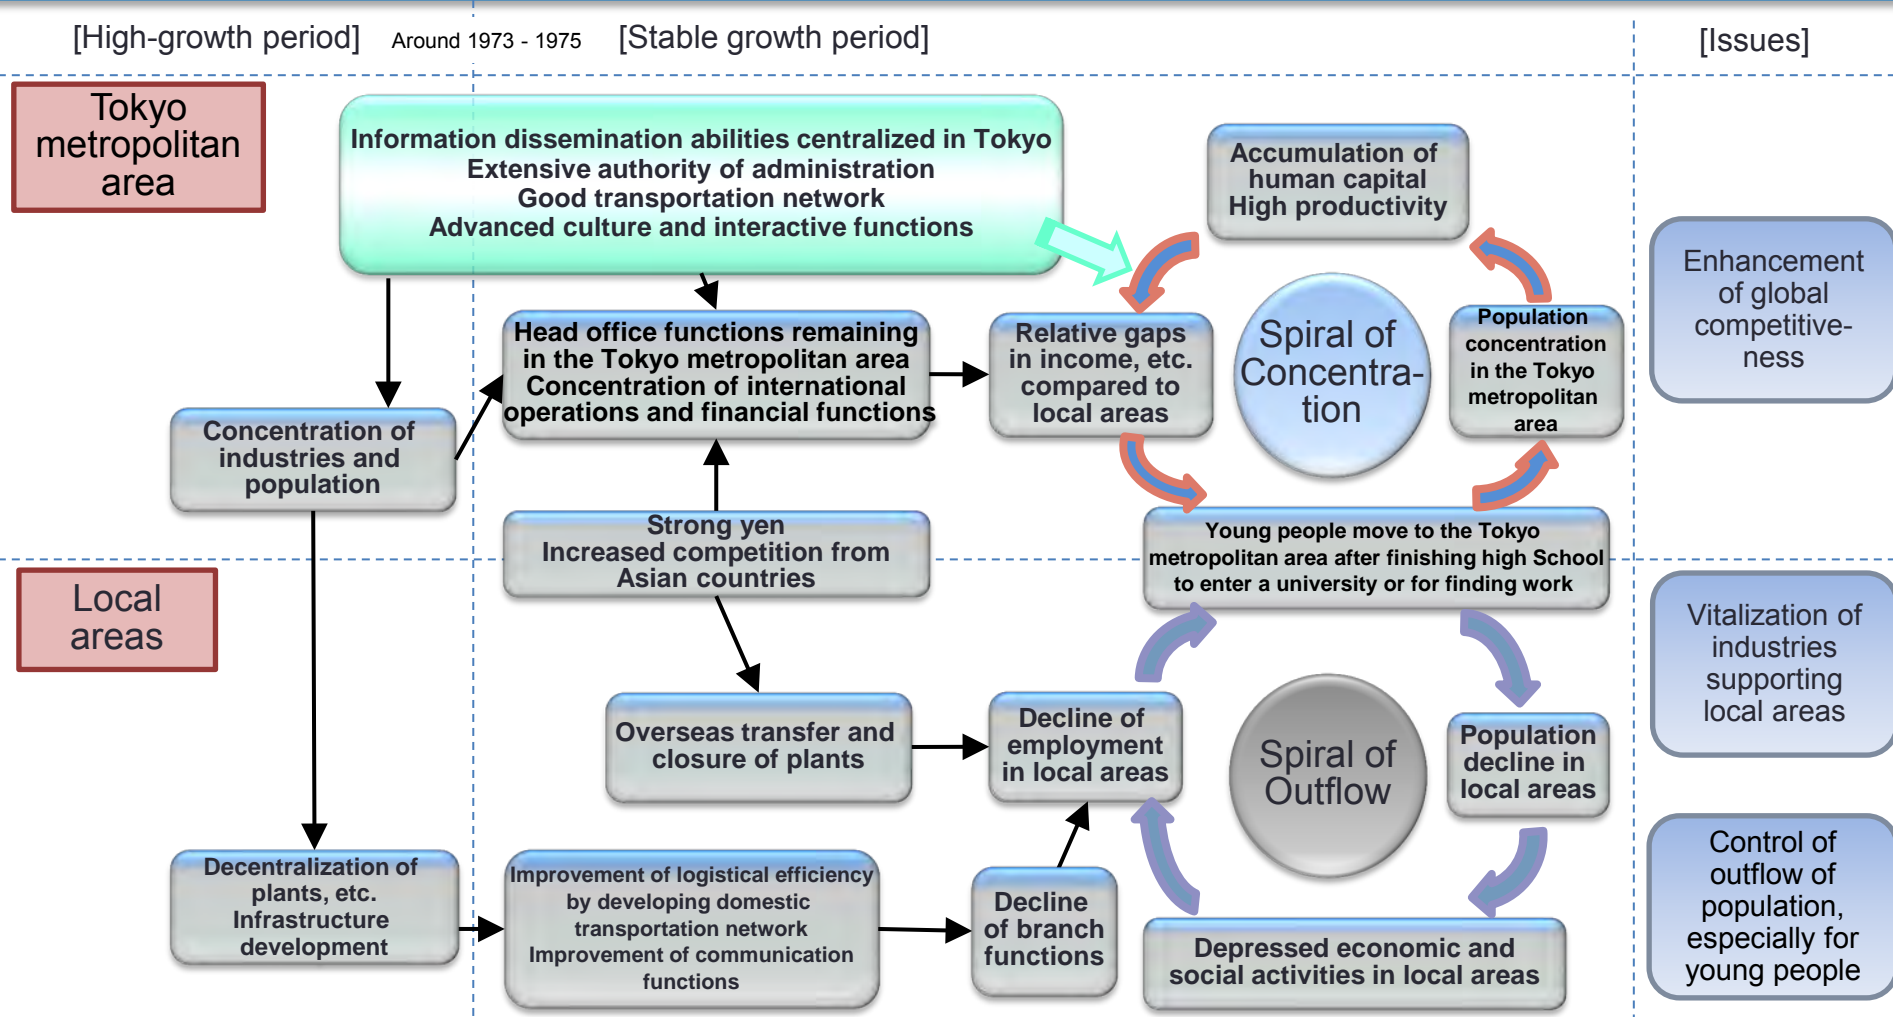 [High-growth period]
Around 1973 - 1975
[Stable growth period]
[Issues]
Tokyo
metropolitan
area
Information dissemination abilities centralized in Tokyo
Extensive authority of administration
Good transportation network
Advanced culture and interactive functions
Accumulation of
human capital
High productivity
Enhancement
of global
competitive-
ness
Head office functions remaining
in the Tokyo metropolitan area
Concentration of international
operations and financial functions
Relative gaps
in income, etc.
compared to
local areas
Spiral of
Concentra-
tion
Population
concentration
in the Tokyo
metropolitan
area
Concentration of
industries and
population
Strong yen
Increased competition from
Asian countries
Young people move to the Tokyo
metropolitan area after finishing high School
to enter a university or for finding work
Local
areas
Vitalization of
industries
supporting
local areas
Overseas transfer and
closure of plants
Decline of
employment
in local areas
Spiral of
Outflow
Population
decline in
local areas
Decentralization of
plants, etc.
Infrastructure
development
Improvement of logistical efficiency
by developing domestic
transportation network
Improvement of communication
functions
Decline
of branch
functions
Depressed economic and
social activities in local areas
Control of
outflow of
population,
especially for
young people